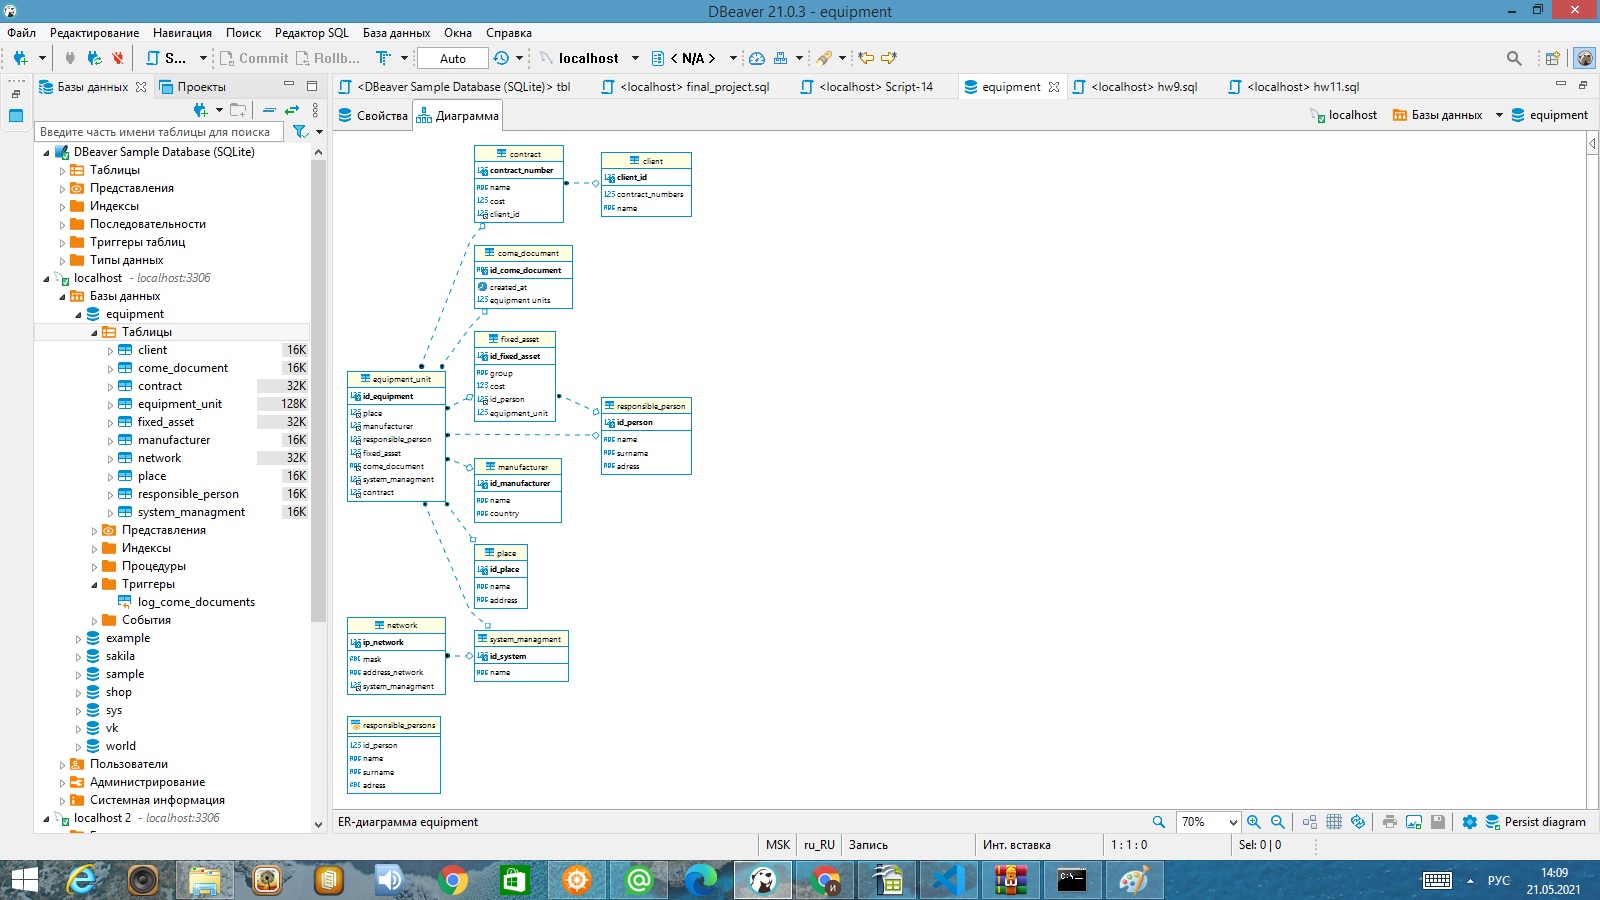 DBeaver 21.0.3 - equipment
Файл Редактирование Навигация Поиск Редактор SQL База данных Окна Справка
S... Commit Rollb... Auto localhost < N/A >
Базы данных Проекты
<DBeaver Sample Database (SQLite)> tbl <localhost> final_project.sql <localhost> Script-14 equipment <localhost> hw9.sql <localhost> hw11.sql
Свойства Диаграмма localhost Базы данных equipment
Введите часть имени таблицы для поиска
DBeaver Sample Database (SQLite)
Таблицы
Представления
Индексы
Последовательности
Триггеры таблиц
Типы данных
localhost - localhost:3306
Базы данных
equipment
Таблицы
client 16K
come_document 16K
contract 32K
equipment_unit 128K
fixed_asset 32K
manufacturer 16K
network 32K
place 16K
responsible_person 16K
system_managment 16K
Представления
Индексы
Процедуры
Триггеры
log_come_documents
События
example
sakila
sample
shop
sys
vk
world
Пользователи
Администрирование
Системная информация
localhost 2 - localhost:3306
contract
contract_number
name
cost
client_id
client
client_id
contract_numbers
name
come_document
id_come_document
created_at
equipment units
fixed_asset
id_fixed_asset
group
cost
id_person
equipment_unit
equipment_unit
id_equipment
place
manufacturer
responsible_person
fixed_asset
come_document
system_managment
contract
responsible_person
id_person
name
surname
adress
manufacturer
id_manufacturer
name
country
place
id_place
name
address
network
ip_network
mask
address_network
system_managment
system_managment
id_system
name
responsible_persons
id_person
name
surname
adress
ER-диаграмма equipment 70% Persist diagram
MSK ru_RU Запись Инт. вставка 1 : 1 : 0 Sel: 0 | 0
РУС 14:09
21.05.2021